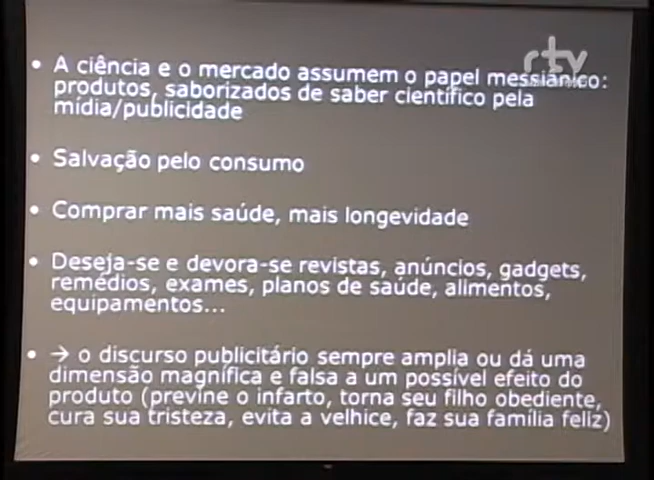 rtv
• A ciência e o mercado assumem o papel messiânico:
produtos, saborizados de saber científico pela
mídia/publicidade
• Salvação pelo consumo
• Comprar mais saúde, mais longevidade
• Deseja-se e devora-se revistas, anúncios, gadgets,
remédios, exames, planos de saúde, alimentos,
equipamentos...
• → o discurso publicitário sempre amplia ou dá uma
dimensão magnífica e falsa a um possível efeito do
produto (previne o infarto, torna seu filho obediente,
cura sua tristeza, evita a velhice, faz sua família feliz)